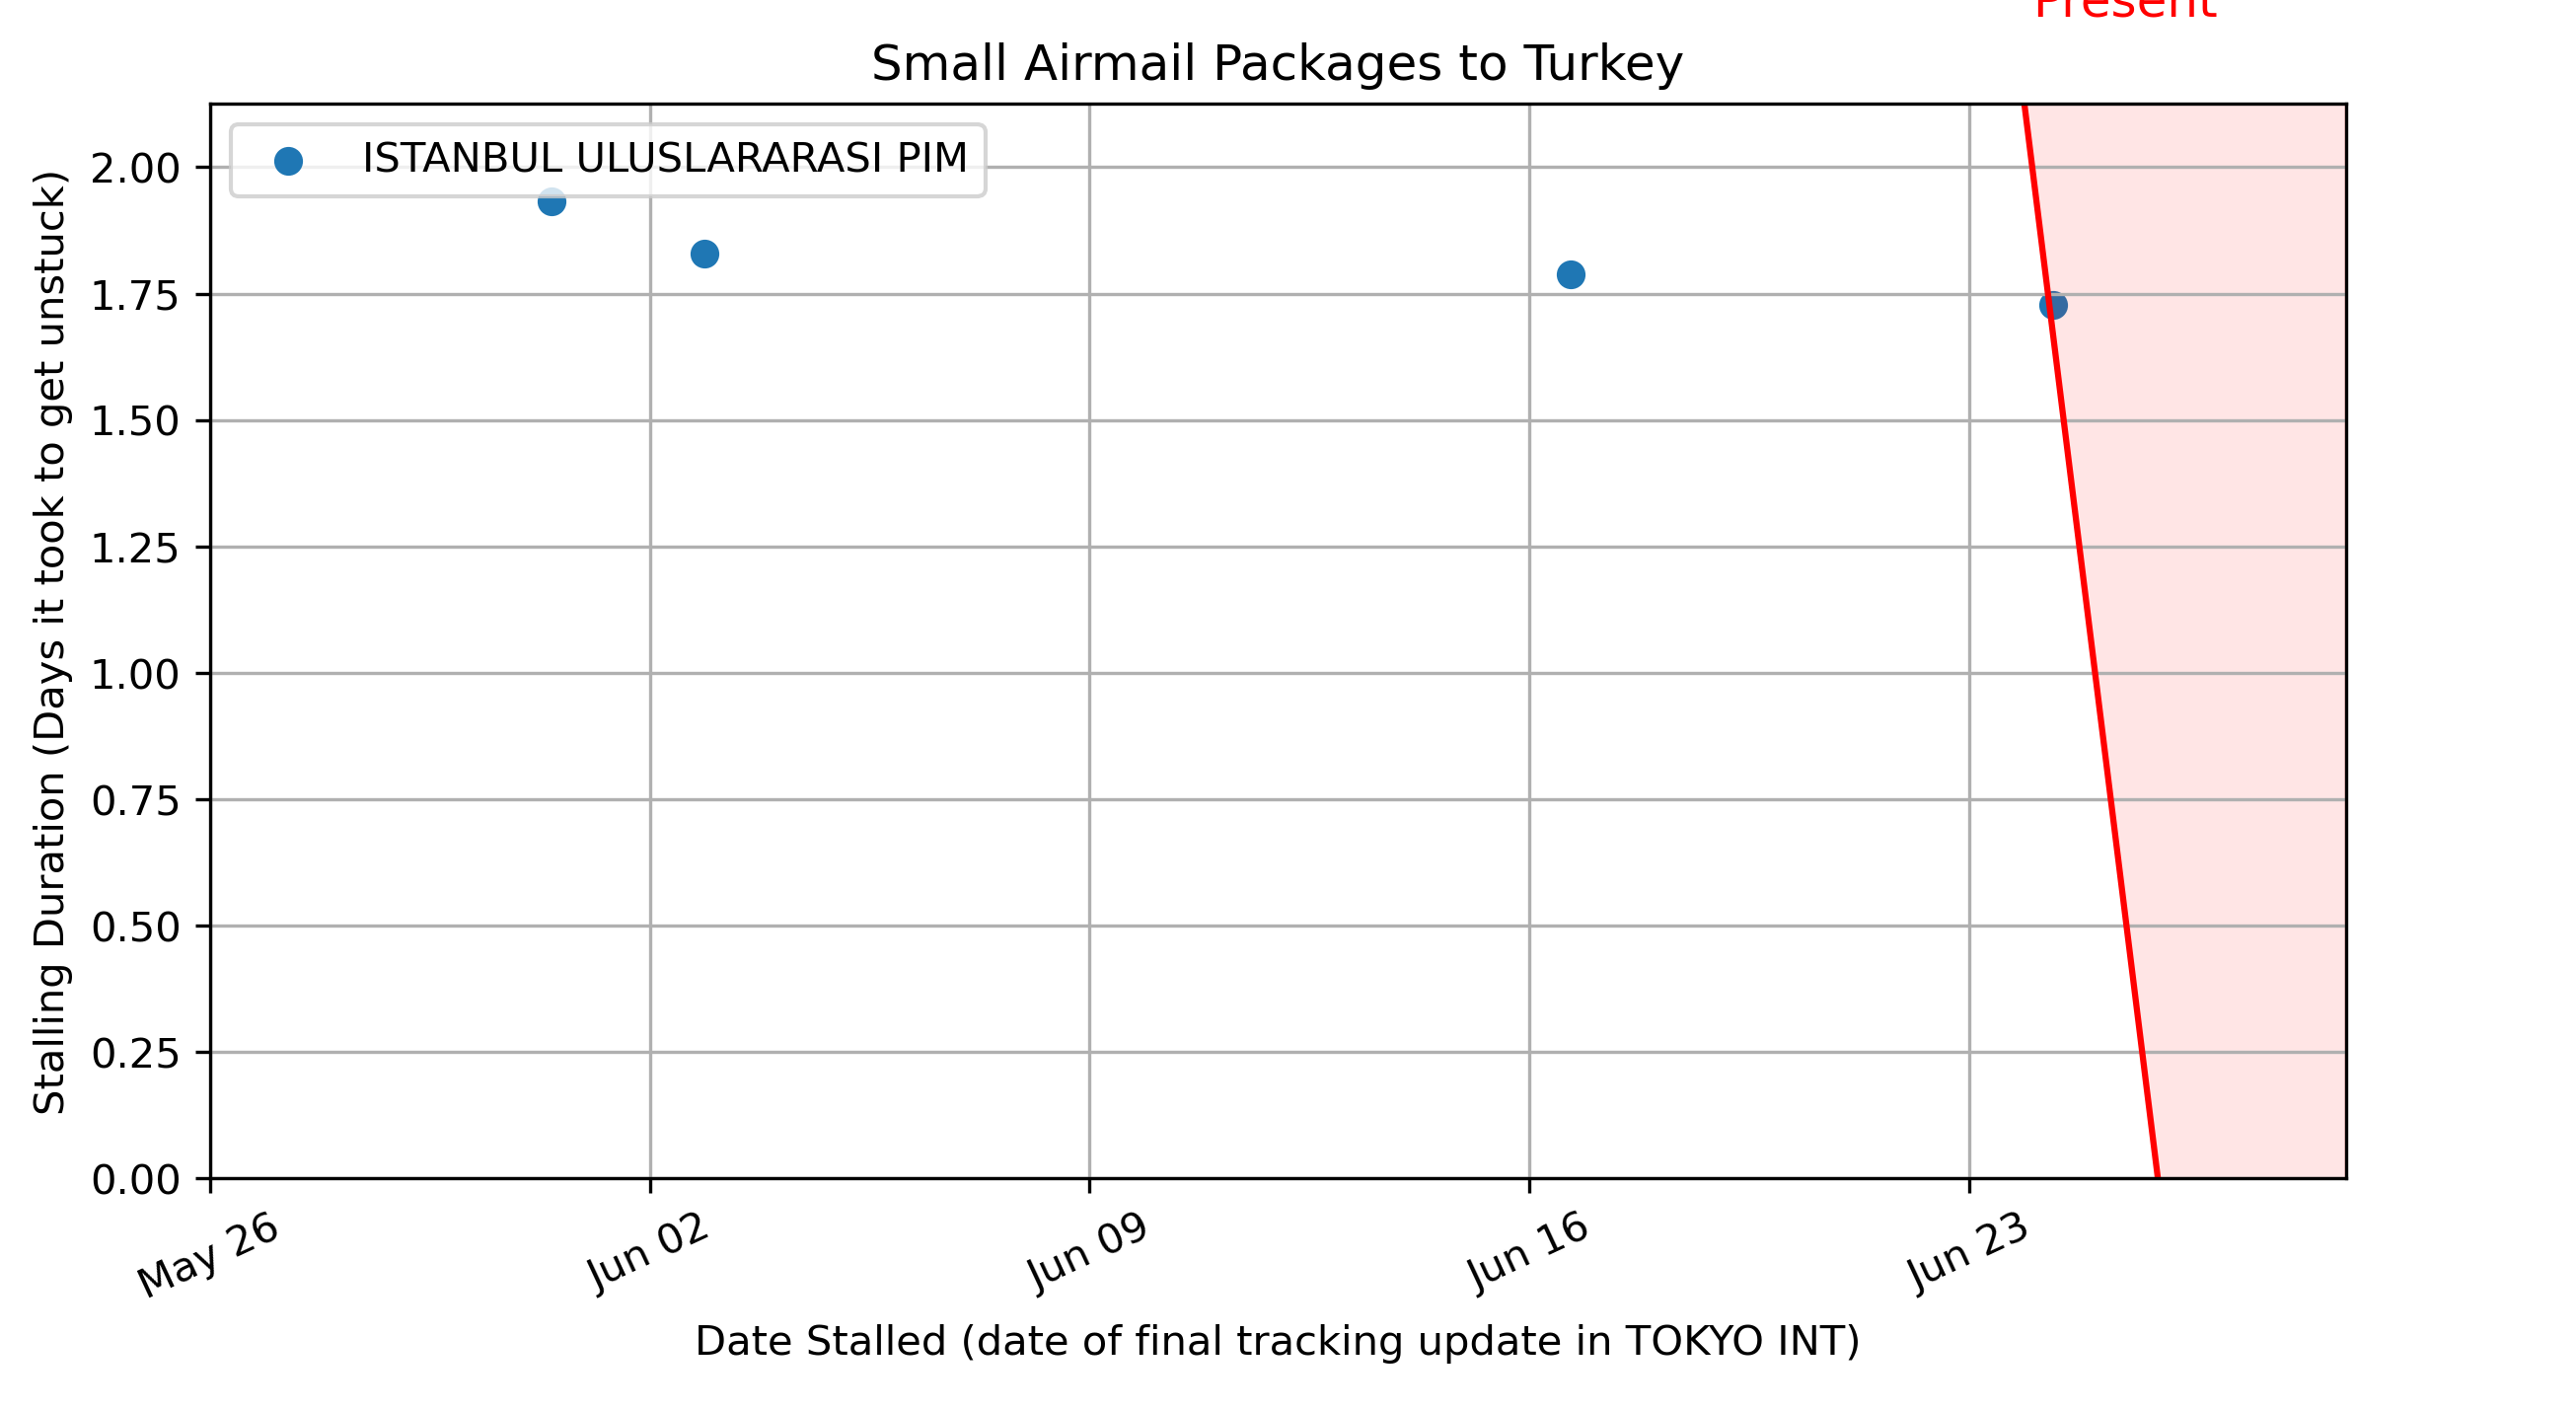 Present
Small Airmail Packages to Turkey
ISTANBUL ULUSLARARASI PIM
Stalling Duration (Days it took to get unstuck)
2.00
1.75
1.50
1.25
1.00
0.75
0.50
0.25
0.00
May 26
Jun 02
Jun 09
Jun 16
Jun 23
Date Stalled (date of final tracking update in TOKYO INT)